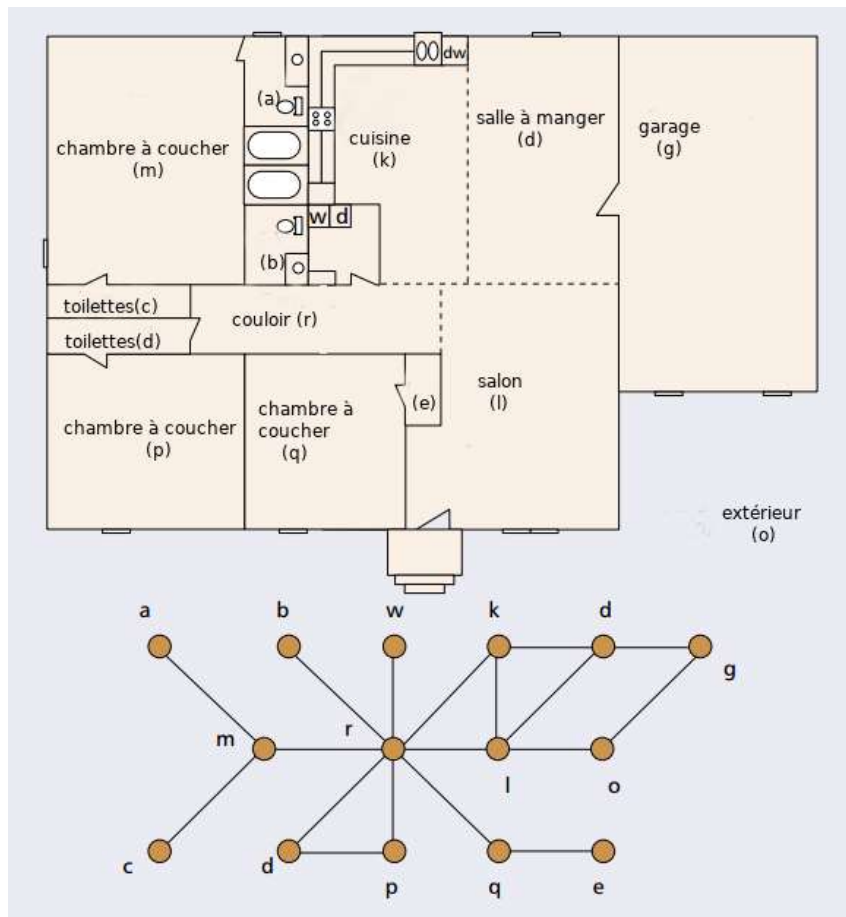 dw
(a)
cuisine
(k)
salle à manger
(d)
garage
(g)
chambre à coucher
(m)
w d
(b)
toilettes(c)
couloir (r)
toilettes(d)
chambre à coucher
(p)
chambre à
coucher
(q)
(e)
salon
(l)
extérieur
(o)
a b w k d
g
m r
l o
c d p q e